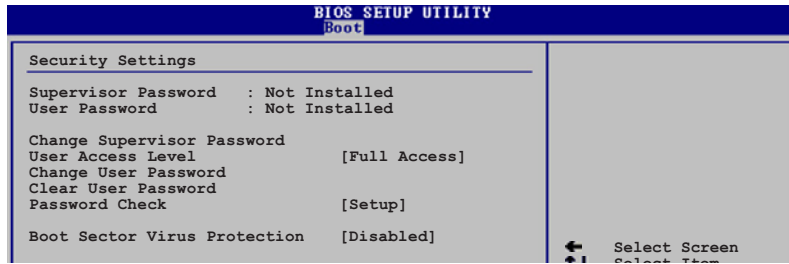 BIOS SETUP UTILITY
Boot
Security Settings
Supervisor Password : Not Installed
User Password : Not Installed
Change Supervisor Password
User Access Level [Full Access]
Change User Password
Clear User Password
Password Check [Setup]
Boot Sector Virus Protection [Disabled]
← Select Screen
↑↓ Select Item